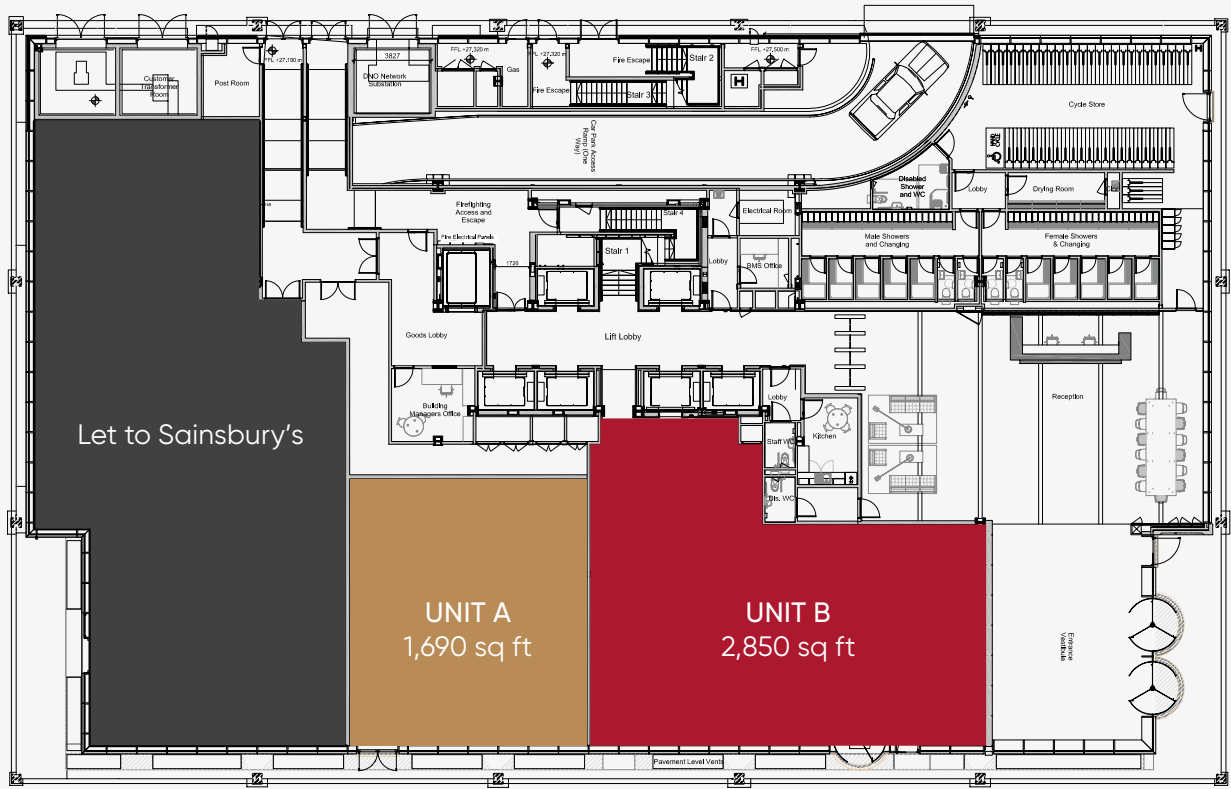 FFL +27.320 m
FFL +27.320 m
FFL +27.500 m
FFL +27.190 m
3827
Customer
Transformer
Room
Post Room
DNO Network
Substation
Gas
Fire Escape
Fire Escape
Stair 2
Stair 3
H
Cycle Store
Car Park Access
Ramp (One
Way)
Disabled
Shower
and WC
Lobby
Drying Room
Firefighting
Access and
Escape
Fire Electrical Panels
Stair 4
Stair 1
1720
Electrical Room
Lobby
BMS Office
Male Showers
and Changing
Female Showers
& Changing
Goods Lobby
Lift Lobby
Building
Managers Office
Lobby
Staff WC
Kitchen
Dis. WC
Reception
Let to Sainsbury's
UNIT A
1,690 sq ft
UNIT B
2,850 sq ft
Entrance
Vestibule
Pavement Level Vents